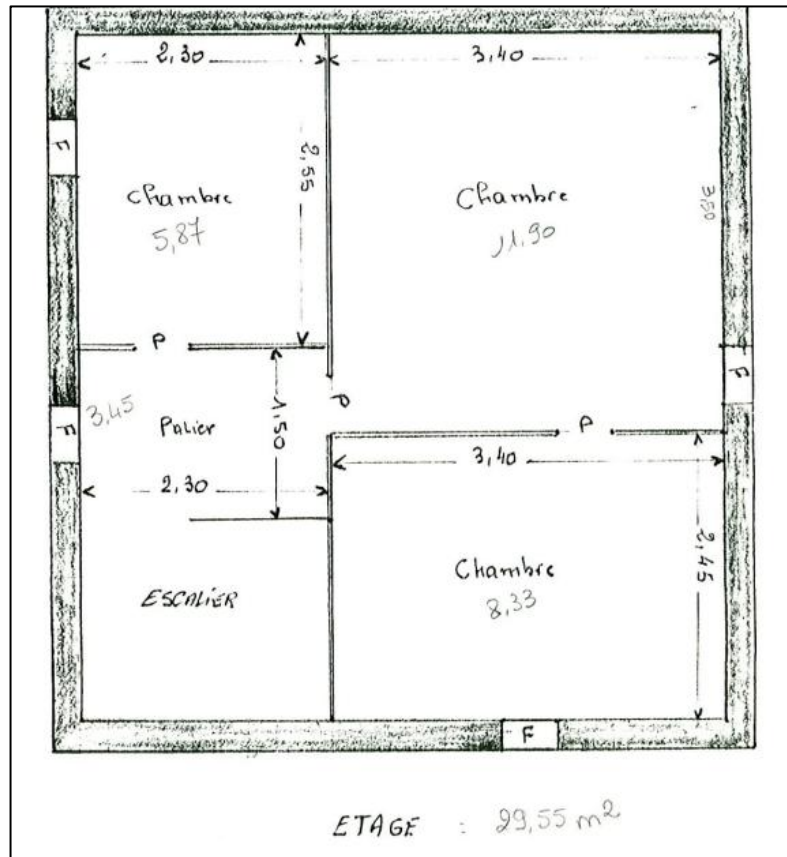 2,30
3,40
F
2,55
Chambre
5,87
Chambre
11,90
3,50
P
F
P
3,45
F
Palier
1,50
P
3,40
2,30
2,45
Chambre
8,33
ESCALIER
F
ETAGE : 29,55 m²